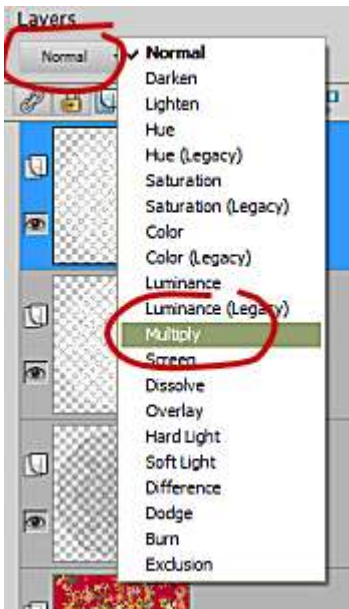 Layers
Normal
Normal
Darken
Lighten
Hue
Hue (Legacy)
Saturation
Saturation (Legacy)
Color
Color (Legacy)
Luminance
Luminance (Legacy)
Multiply
Screen
Dissolve
Overlay
Hard Light
Soft Light
Difference
Dodge
Burn
Exclusion